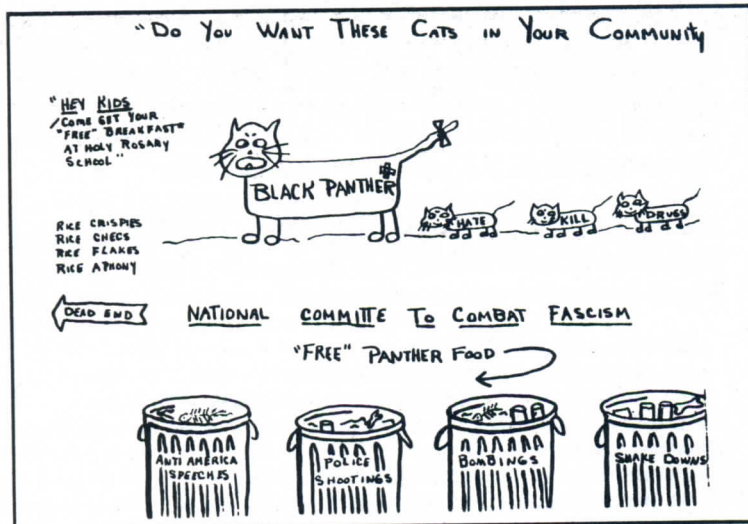 "DO YOU WANT THESE CATS IN YOUR COMMUNITY
"HEY KIDS
COME GET YOUR
"FREE" BREAKFAST"
AT HOLY ROSARY
SCHOOL"
BLACK PANTHER
HATE
KILL
DRUGS
RICE CRISPIES
RICE CHECS
RICE FLAKES
RICE APHONY
DEAD END
NATIONAL COMMITTE TO COMBAT FASCISM
"FREE" PANTHER FOOD
ANTI AMERICA
SPEECHES
POLICE
SHOOTINGS
BOMBINGS
SHAKE DOWNS